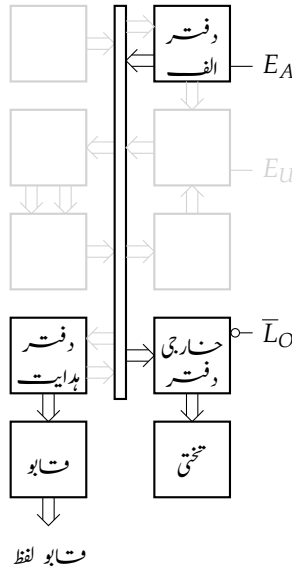 دفتر
الف
E_A
E_U
دفتر
ہدایت
خارجی
دفتر
L̅_O
قابو
تختی
قابو لفظ